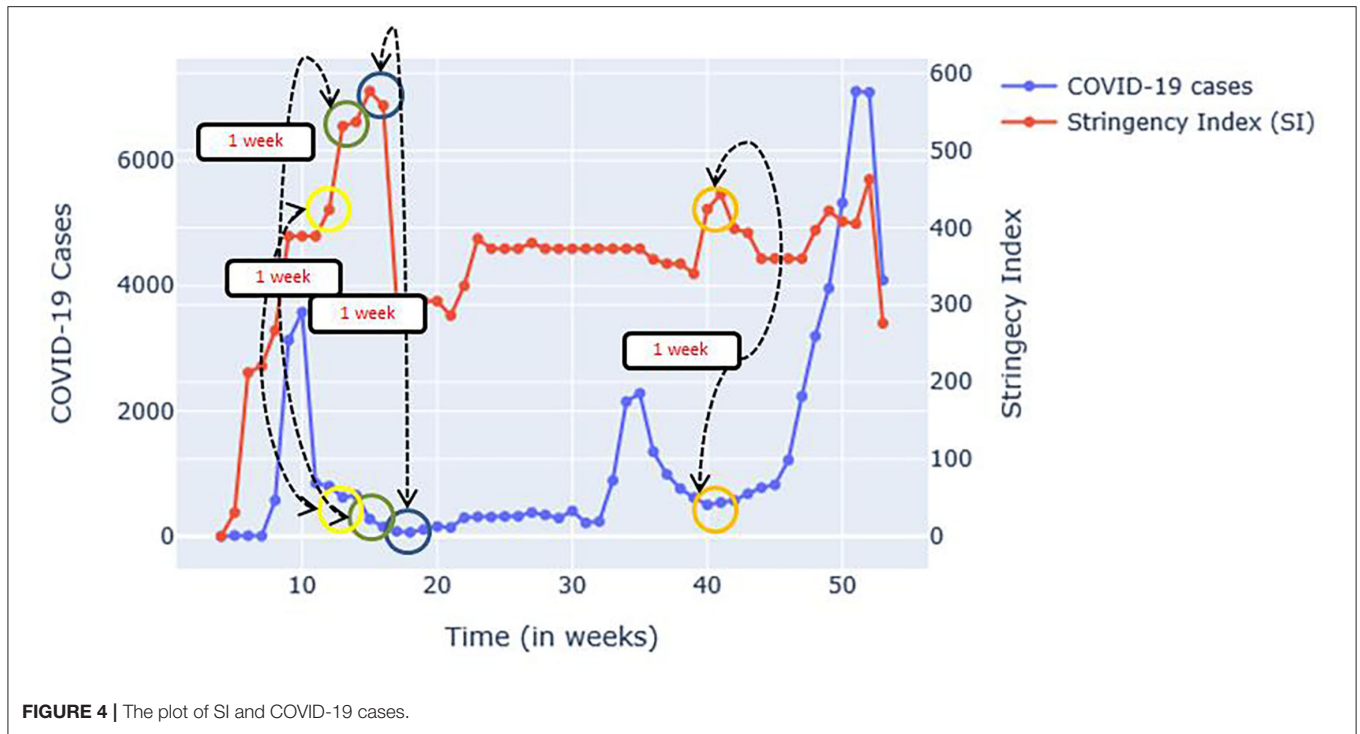 COVID-19 cases
Stringency Index (SI)
COVID-19 Cases
6000
4000
2000
0
600
500
400
300
200
100
0
Stringecy Index
1 week
1 week
1 week
1 week
10
20
30
40
50
Time (in weeks)
FIGURE 4 | The plot of SI and COVID-19 cases.